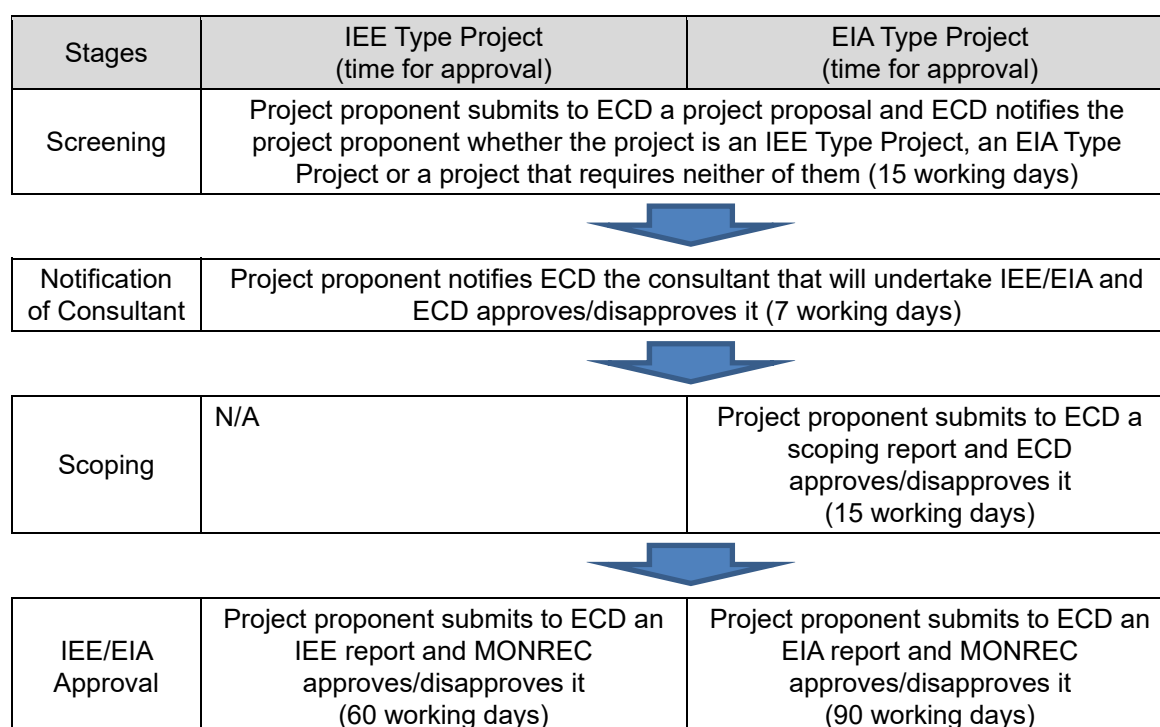 Stages
IEE Type Project
(time for approval)
EIA Type Project
(time for approval)
Screening
Project proponent submits to ECD a project proposal and ECD notifies the
project proponent whether the project is an IEE Type Project, an EIA Type
Project or a project that requires neither of them (15 working days)
Notification
of Consultant
Project proponent notifies ECD the consultant that will undertake IEE/EIA and
ECD approves/disapproves it (7 working days)
Scoping
N/A
Project proponent submits to ECD a
scoping report and ECD
approves/disapproves it
(15 working days)
IEE/EIA
Approval
Project proponent submits to ECD an
IEE report and MONREC
approves/disapproves it
(60 working days)
Project proponent submits to ECD an
EIA report and MONREC
approves/disapproves it
(90 working days)